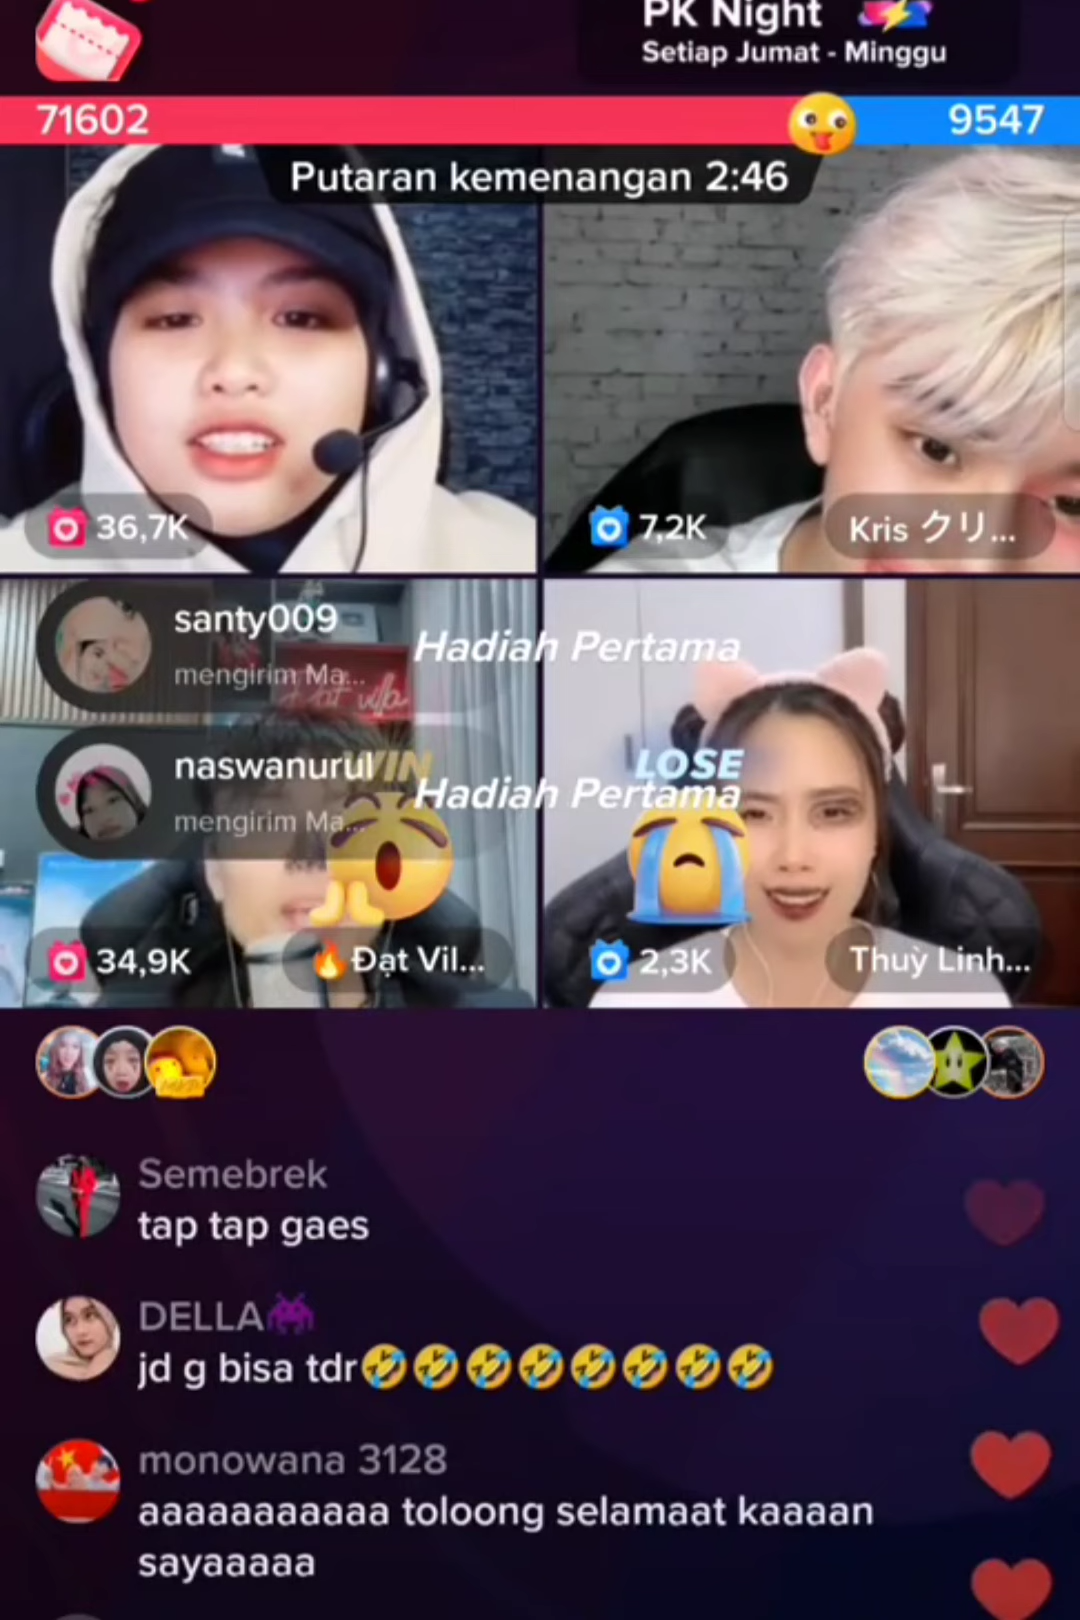 PK Night
Setiap Jumat - Minggu
71602
9547
Putaran kemenangan 2:46
36,7K
7,2K
Kris クリ...
santy009
mengirim Ma...
Hadiah Pertama
naswanurul
mengirim Ma...
Hadiah Pertama
WIN
LOSE
34,9K
🔥Đạt Vil...
2,3K
Thuỳ Linh...
Semebrek
tap tap gaes
DELLA👾
jd g bisa tdr🤣🤣🤣🤣🤣🤣🤣🤣
monowana 3128
aaaaaaaaaaa toloong selamaat kaaaan
sayaaaaa